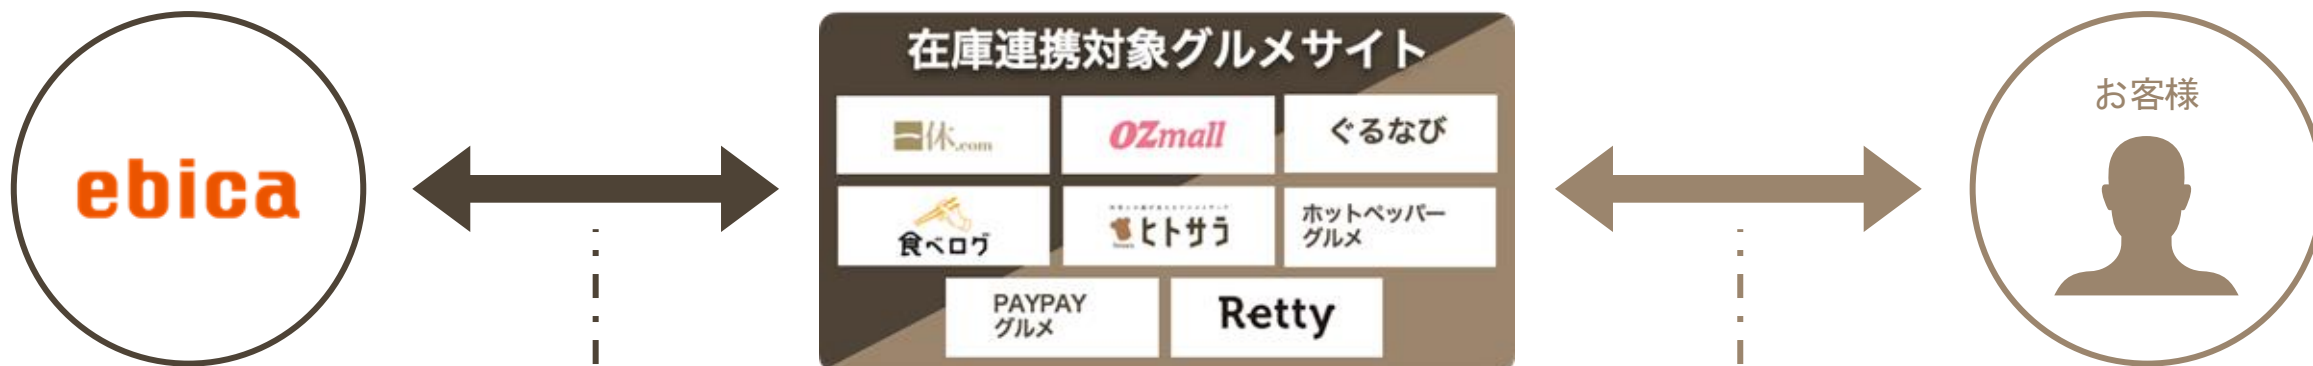 ebica
在庫連携対象グルメサイト
一休.com
OZmall
ぐるなび
食べログ
ヒトサラ
ホットペッパー
グルメ
PAYPAY
グルメ
Retty
お客様